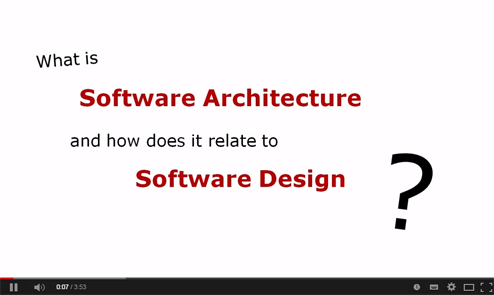 What is
Software Architecture
and how does it relate to
Software Design
?
0:07 / 3:53